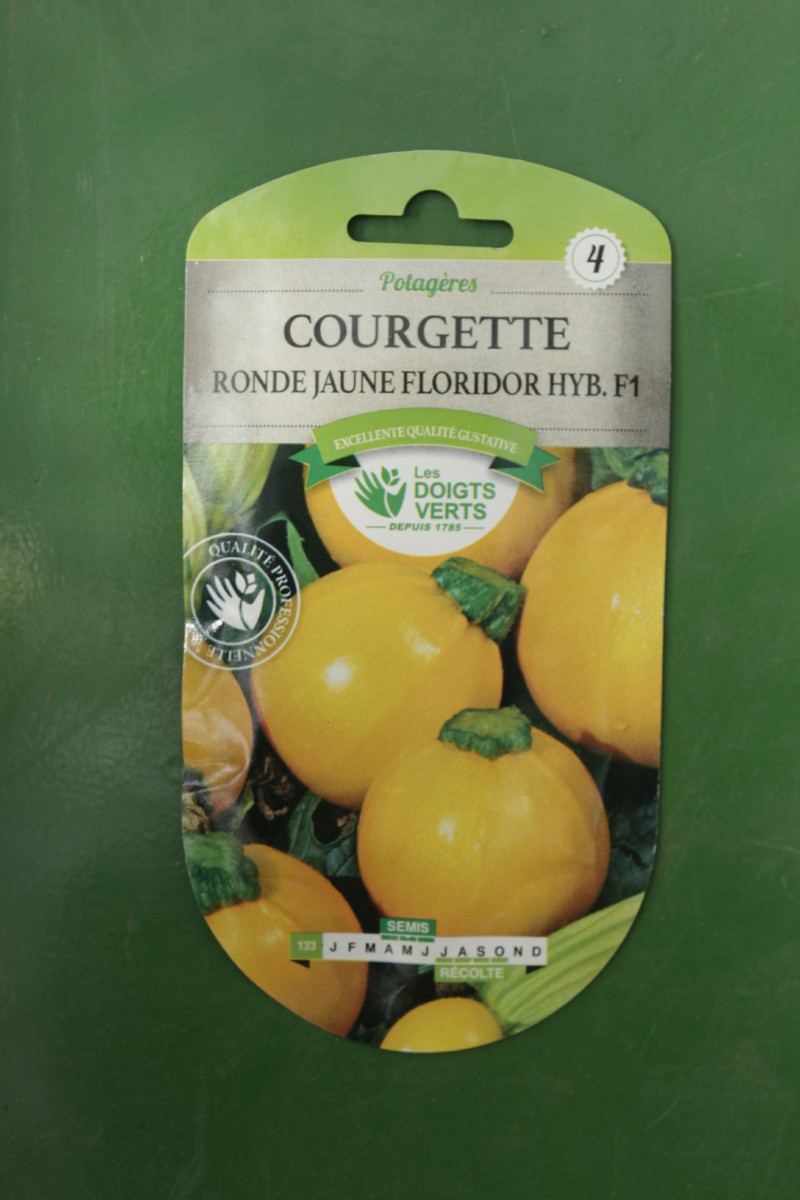 4
Potagères
COURGETTE
RONDE JAUNE FLORIDOR HYB. F1
EXCELLENTE QUALITÉ GUSTATIVE
Les
DOIGTS
VERTS
DEPUIS 1785
QUALITÉ PROFESSIONNELLE
SEMIS
133 J F M A M J J A S O N D
RÉCOLTE